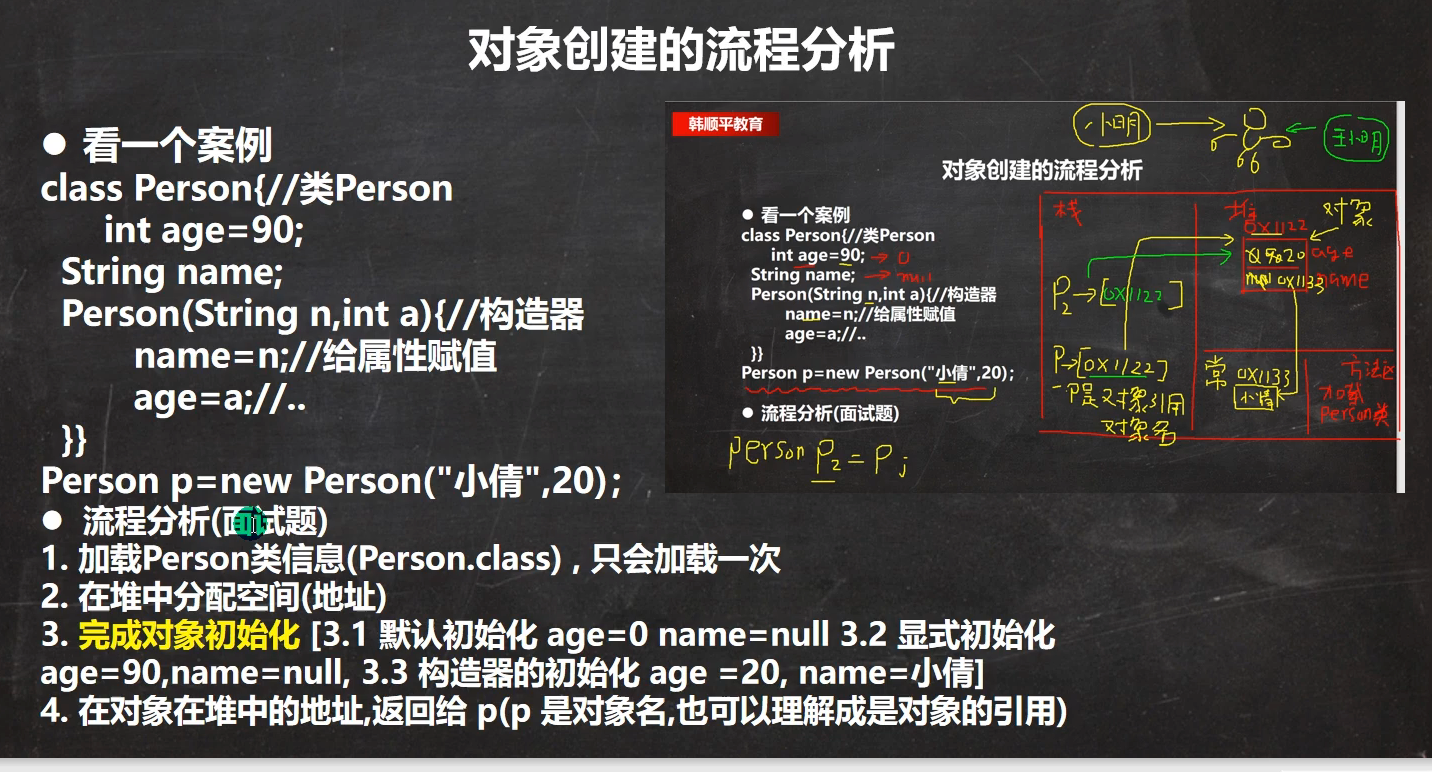 对象创建的流程分析
● 看一个案例
class Person{//类Person
int age=90;
String name;
Person(String n,int a){//构造器
name=n;//给属性赋值
age=a;//..
}}
Person p=new Person("小倩",20);
● 流程分析(面试题)
1. 加载Person类信息(Person.class) , 只会加载一次
2. 在堆中分配空间(地址)
3. 完成对象初始化 [3.1 默认初始化 age=0 name=null 3.2 显式初始化
age=90,name=null, 3.3 构造器的初始化 age =20, name=小倩]
4. 在对象在堆中的地址,返回给 p(p 是对象名,也可以理解成是对象的引用)
韩顺平教育
小明
王小明
对象创建的流程分析
● 看一个案例
class Person{//类Person
int age=90; → 0
String name; → null
Person(String n,int a){//构造器
name=n;//给属性赋值
age=a;//..
}}
Person p=new Person("小倩",20);
● 流程分析(面试题)
Person p2 = p;
栈
堆
对象
0x1122
20 age
null 0x1133 name
p2→[0x1122]
p→[0x1122]
p是对象引用
对象名
常
0x1133
小倩
方法区
加载
Person类